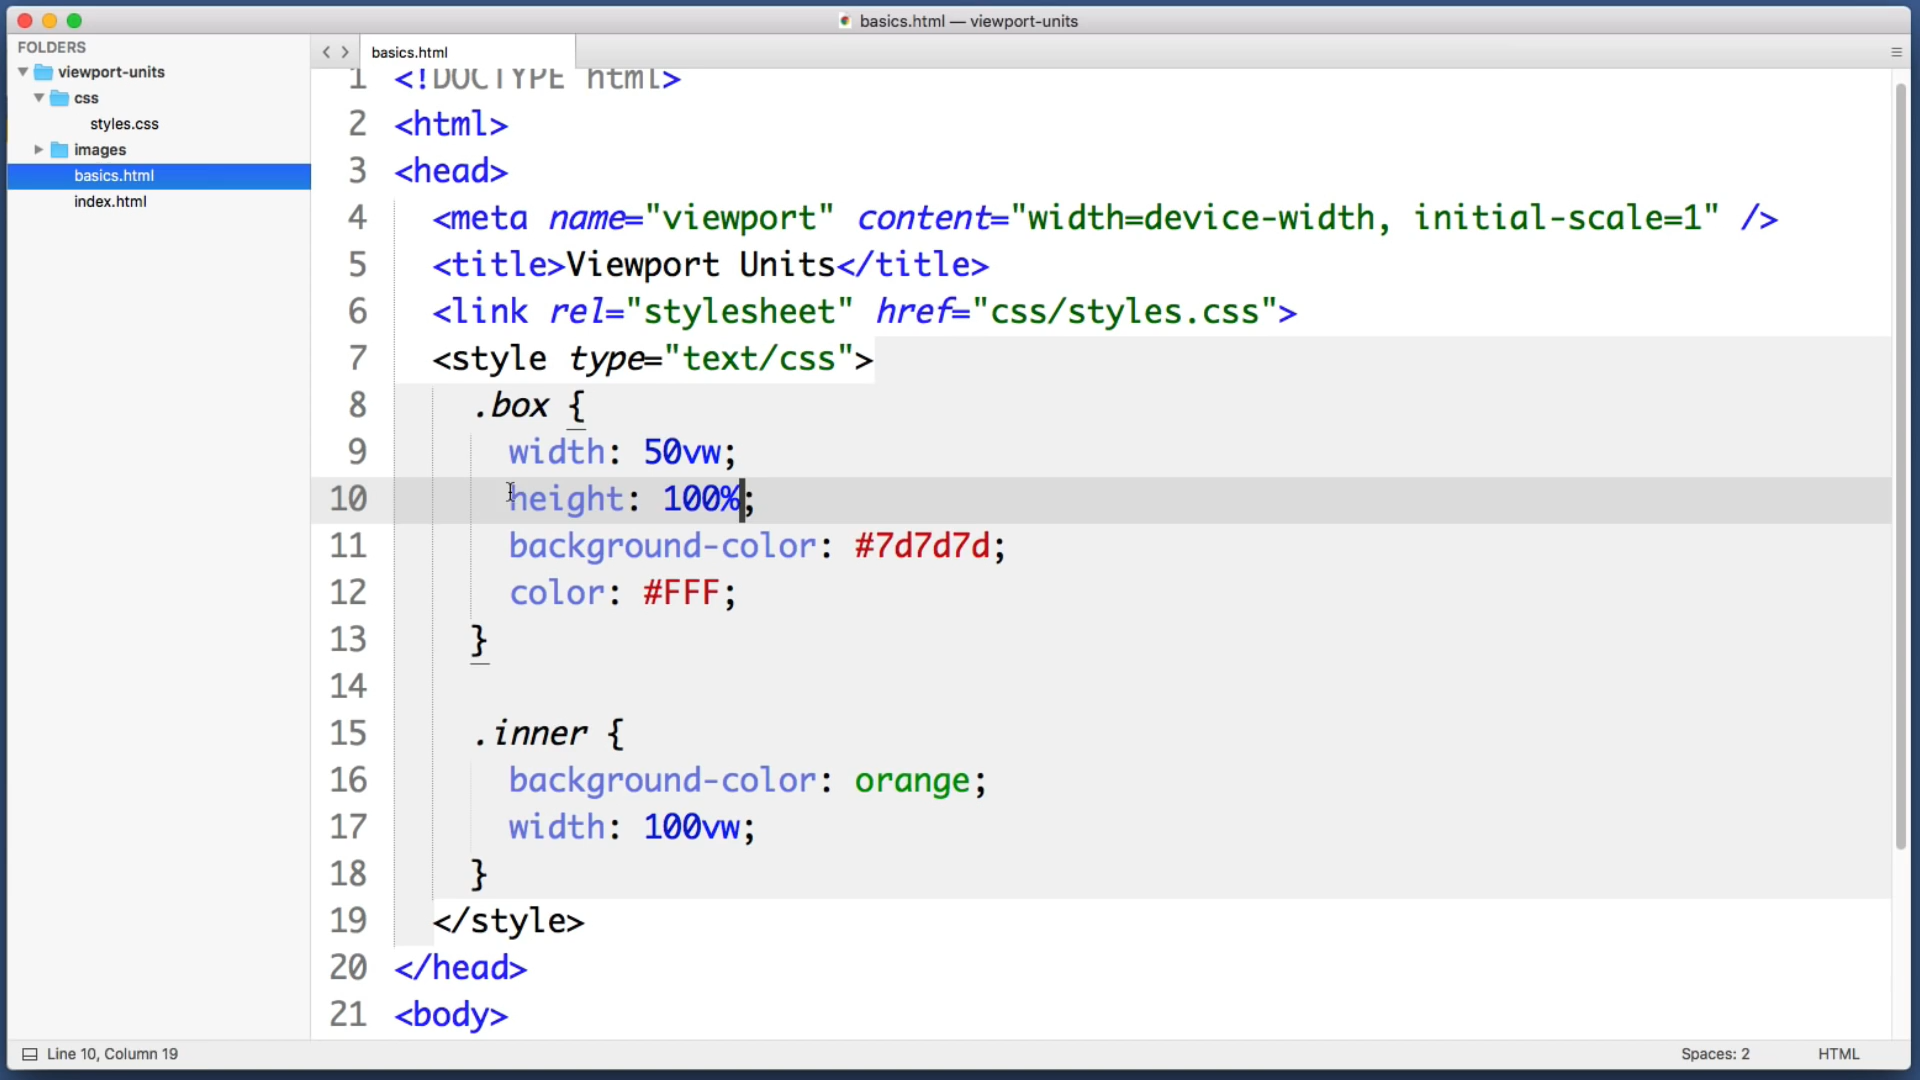 basics.html — viewport-units
FOLDERS
viewport-units
css
styles.css
images
basics.html
index.html
basics.html
1 <!DOCTYPE html>
2 <html>
3 <head>
4 <meta name="viewport" content="width=device-width, initial-scale=1" />
5 <title>Viewport Units</title>
6 <link rel="stylesheet" href="css/styles.css">
7 <style type="text/css">
8 .box {
9 width: 50vw;
10 height: 100%;
11 background-color: #7d7d7d;
12 color: #FFF;
13 }
14
15 .inner {
16 background-color: orange;
17 width: 100vw;
18 }
19 </style>
20 </head>
21 <body>
Line 10, Column 19
Spaces: 2
HTML